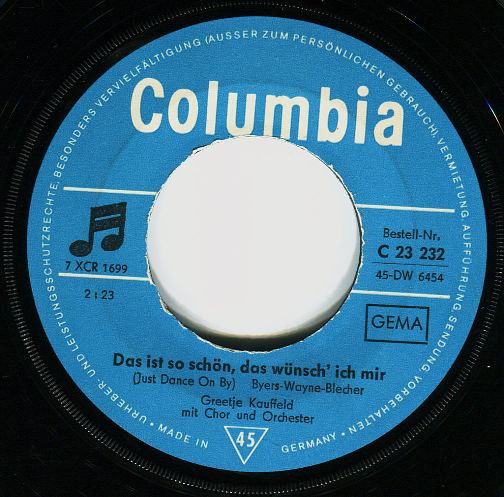 URHEBER- UND LEISTUNGSSCHUTZRECHTE, BESONDERS VERVIELFÄLTIGUNG (AUSSER ZUM PERSÖNLICHEN GEBRAUCH), VERMIETUNG, AUFFÜHRUNG, SENDUNG VORBEHALTEN •
Columbia
7 XCR 1699
2:23
Bestell-Nr.
C 23 232
45-DW 6454
GEMA
Das ist so schön, das wünsch' ich mir
(Just Dance On By) Byers-Wayne-Blecher
Greetje Kauffeld
mit Chor und Orchester
45
• MADE IN GERMANY •